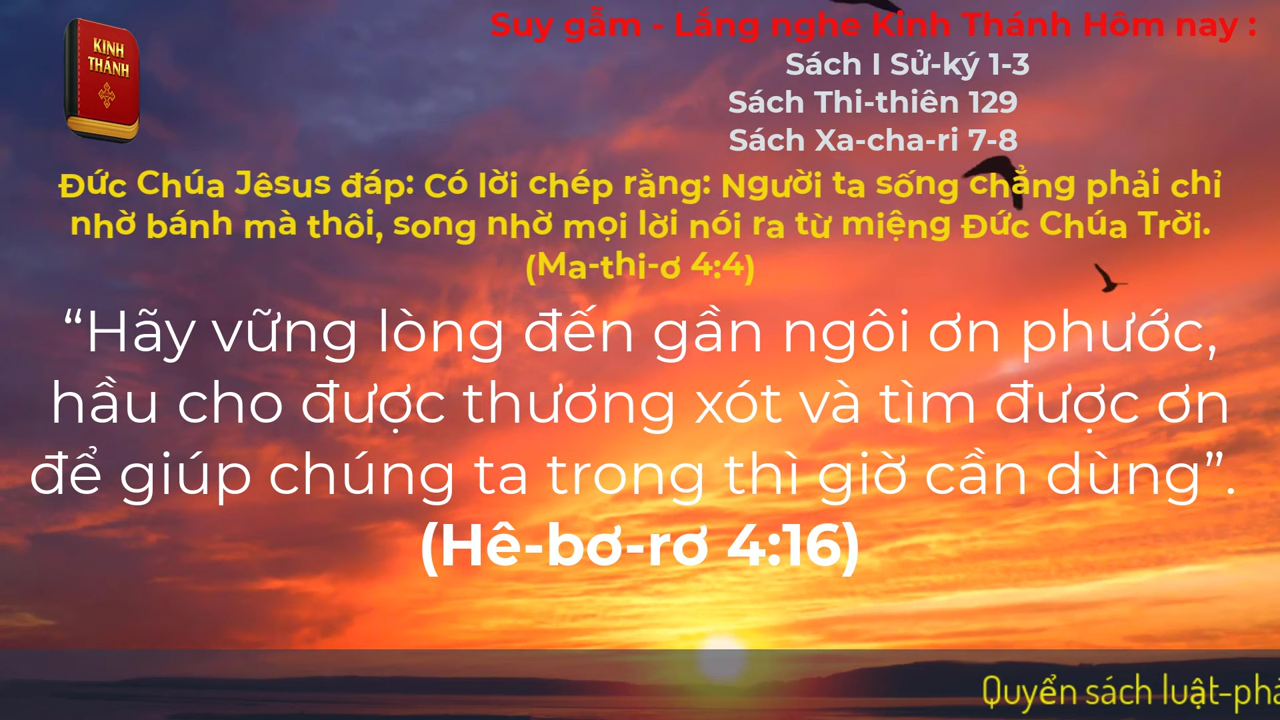 KINH
THÁNH
Suy gẫm - Lắng nghe Kinh Thánh Hôm nay :
Sách I Sử-ký 1-3
Sách Thi-thiên 129
Sách Xa-cha-ri 7-8
Đức Chúa Jêsus đáp: Có lời chép rằng: Người ta sống chẳng phải chỉ
nhờ bánh mà thôi, song nhờ mọi lời nói ra từ miệng Đức Chúa Trời.
(Ma-thi-ơ 4:4)
“Hãy vững lòng đến gần ngôi ơn phước,
hầu cho được thương xót và tìm được ơn
để giúp chúng ta trong thì giờ cần dùng”.
(Hê-bơ-rơ 4:16)
Quyển sách luật-phá